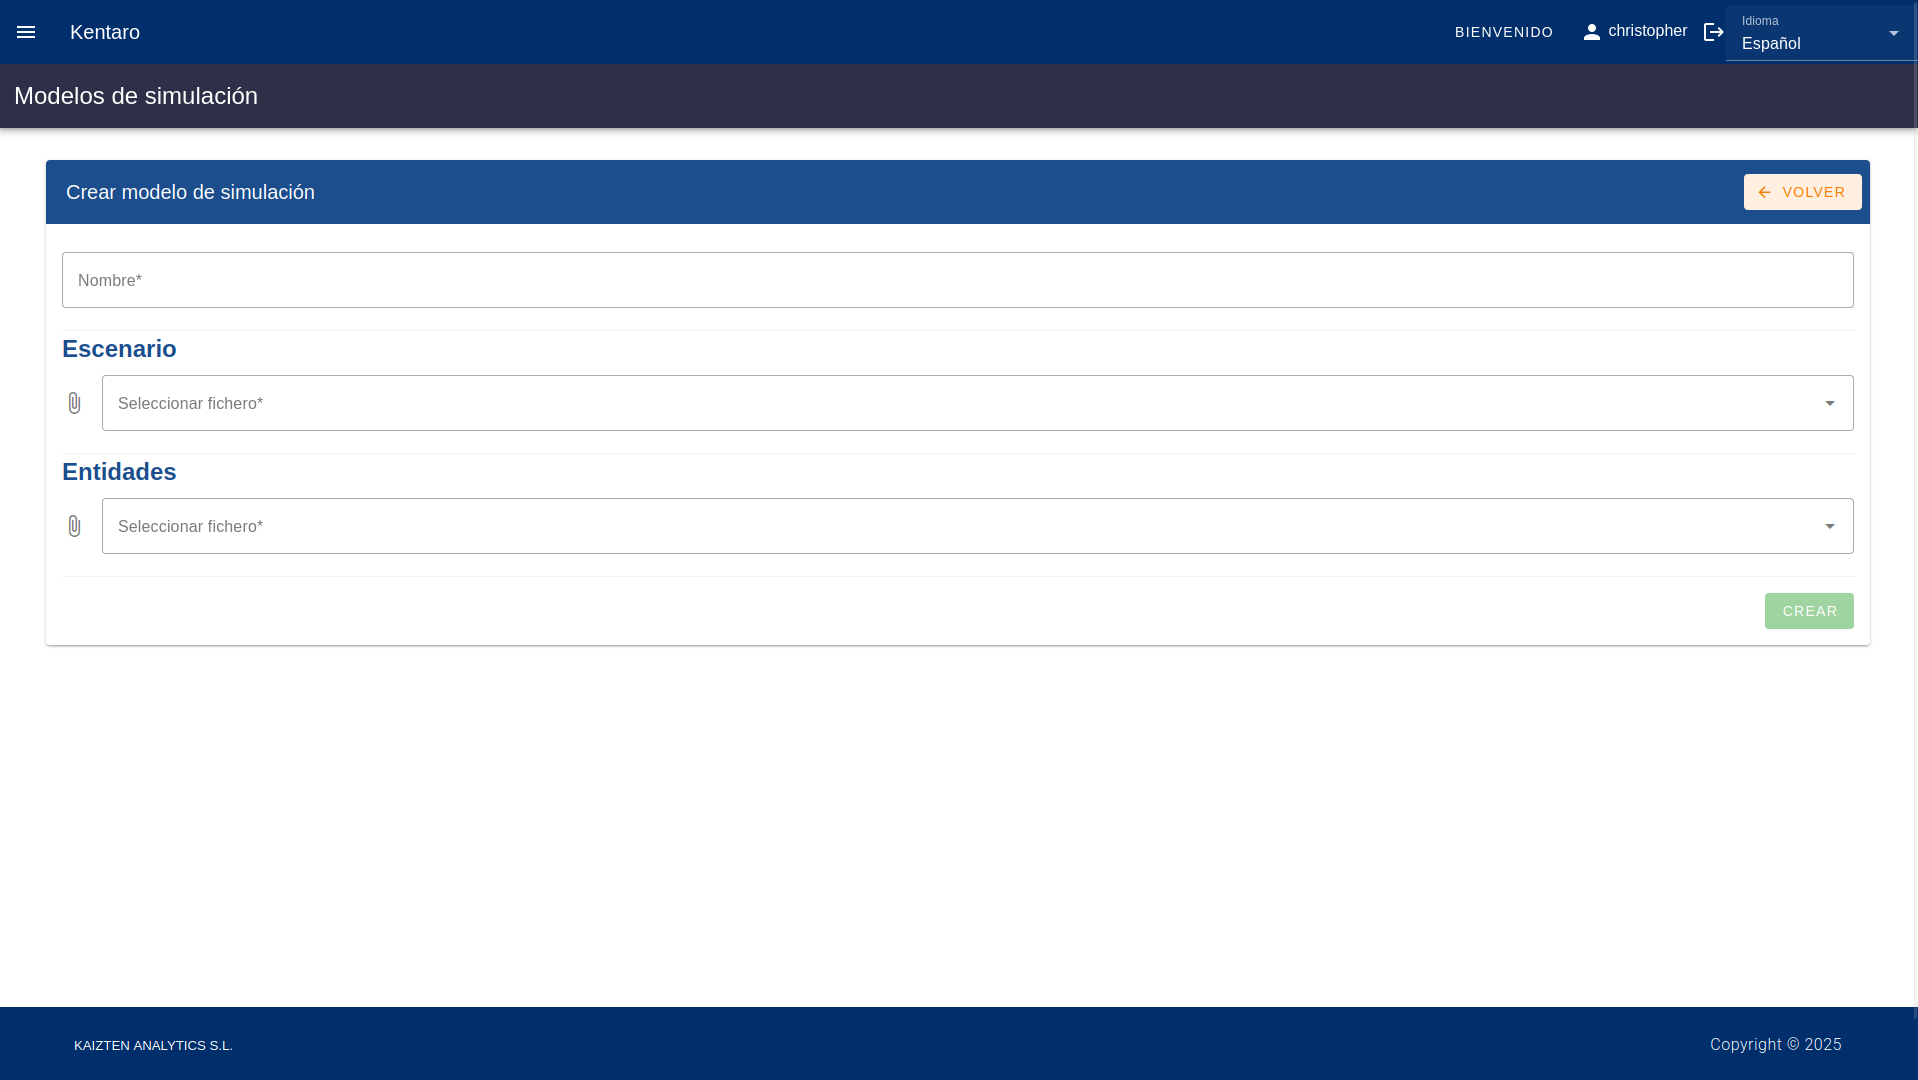 Kentaro
BIENVENIDO
christopher
Idioma
Español
Modelos de simulación
Crear modelo de simulación
VOLVER
Nombre*
Escenario
Seleccionar fichero*
Entidades
Seleccionar fichero*
CREAR
KAIZTEN ANALYTICS S.L.
Copyright © 2025